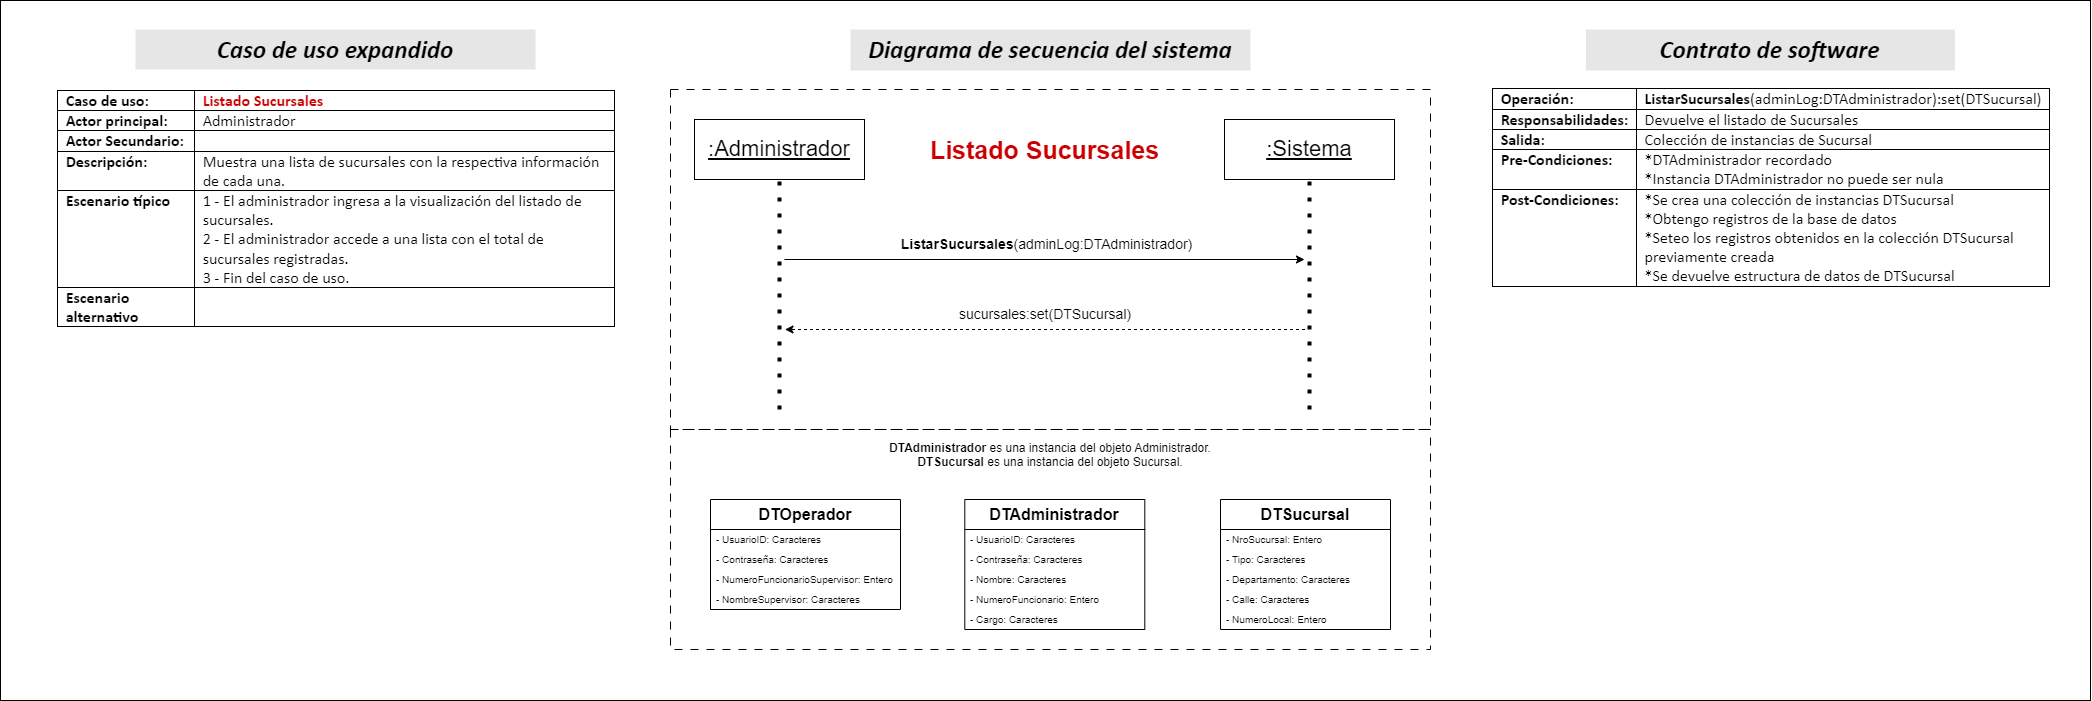 Caso de uso expandido
Caso de uso: Listado Sucursales
Actor principal: Administrador
Actor Secundario:
Descripción: Muestra una lista de sucursales con la respectiva información
de cada una.
Escenario típico 1 - El administrador ingresa a la visualización del listado de
sucursales.
2 - El administrador accede a una lista con el total de
sucursales registradas.
3 - Fin del caso de uso.
Escenario
alternativo
Diagrama de secuencia del sistema
:Administrador
Listado Sucursales
:Sistema
ListarSucursales(adminLog:DTAdministrador)
sucursales:set(DTSucursal)
DTAdministrador es una instancia del objeto Administrador.
DTSucursal es una instancia del objeto Sucursal.
DTOperador
- UsuarioID: Caracteres
- Contraseña: Caracteres
- NumeroFuncionarioSupervisor: Entero
- NombreSupervisor: Caracteres
DTAdministrador
- UsuarioID: Caracteres
- Contraseña: Caracteres
- Nombre: Caracteres
- NumeroFuncionario: Entero
- Cargo: Caracteres
DTSucursal
- NroSucursal: Entero
- Tipo: Caracteres
- Departamento: Caracteres
- Calle: Caracteres
- NumeroLocal: Entero
Contrato de software
Operación: ListarSucursales(adminLog:DTAdministrador):set(DTSucursal)
Responsabilidades: Devuelve el listado de Sucursales
Salida: Colección de instancias de Sucursal
Pre-Condiciones: *DTAdministrador recordado
*Instancia DTAdministrador no puede ser nula
Post-Condiciones: *Se crea una colección de instancias DTSucursal
*Obtengo registros de la base de datos
*Seteo los registros obtenidos en la colección DTSucursal
previamente creada
*Se devuelve estructura de datos de DTSucursal